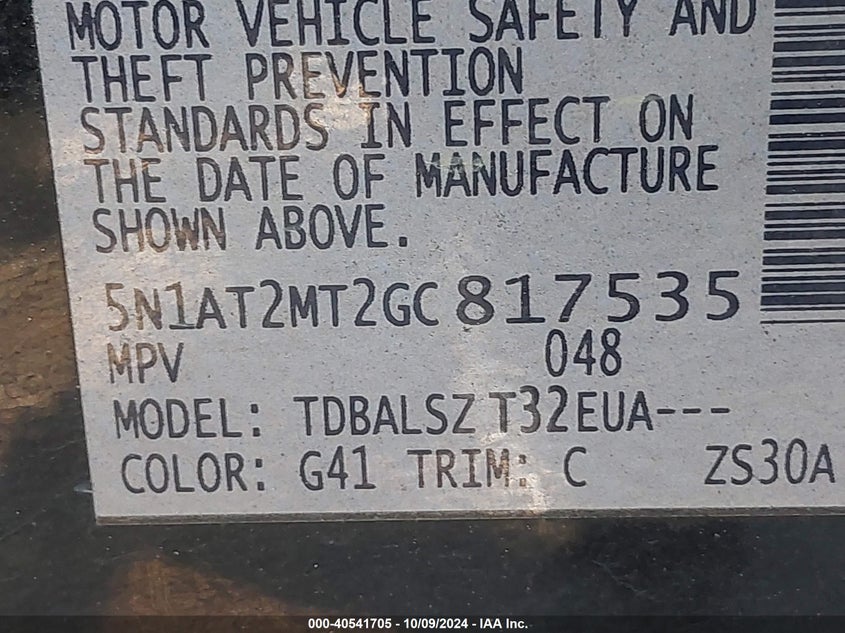 MOTOR VEHICLE SAFETY AND
THEFT PREVENTION
STANDARDS IN EFFECT ON
THE DATE OF MANUFACTURE
SHOWN ABOVE.
5N1AT2MT2GC817535
MPV 048
MODEL: TDBALSZ T32EUA---
COLOR: G41 TRIM: C ZS30A
000-40541705 - 10/09/2024 - IAA Inc.